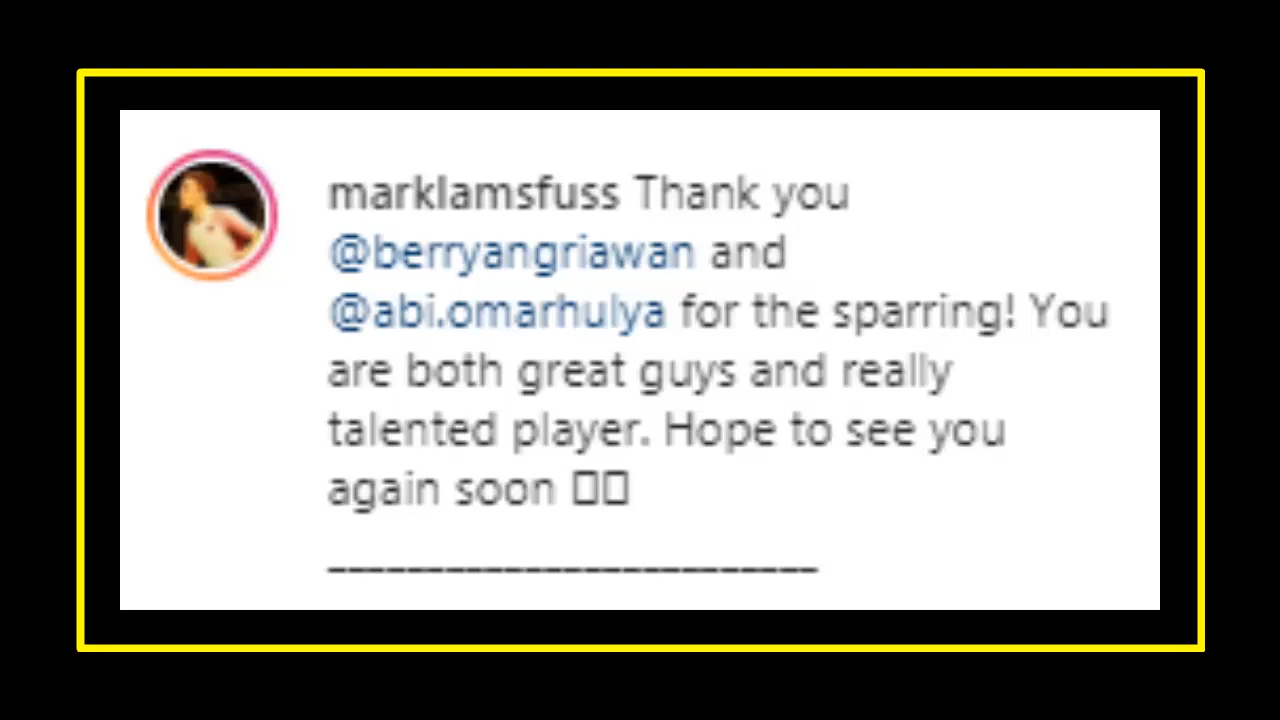 marklamsfuss Thank you
@berryangriawan and
@abi.omarhulya for the sparring! You
are both great guys and really
talented player. Hope to see you
again soon